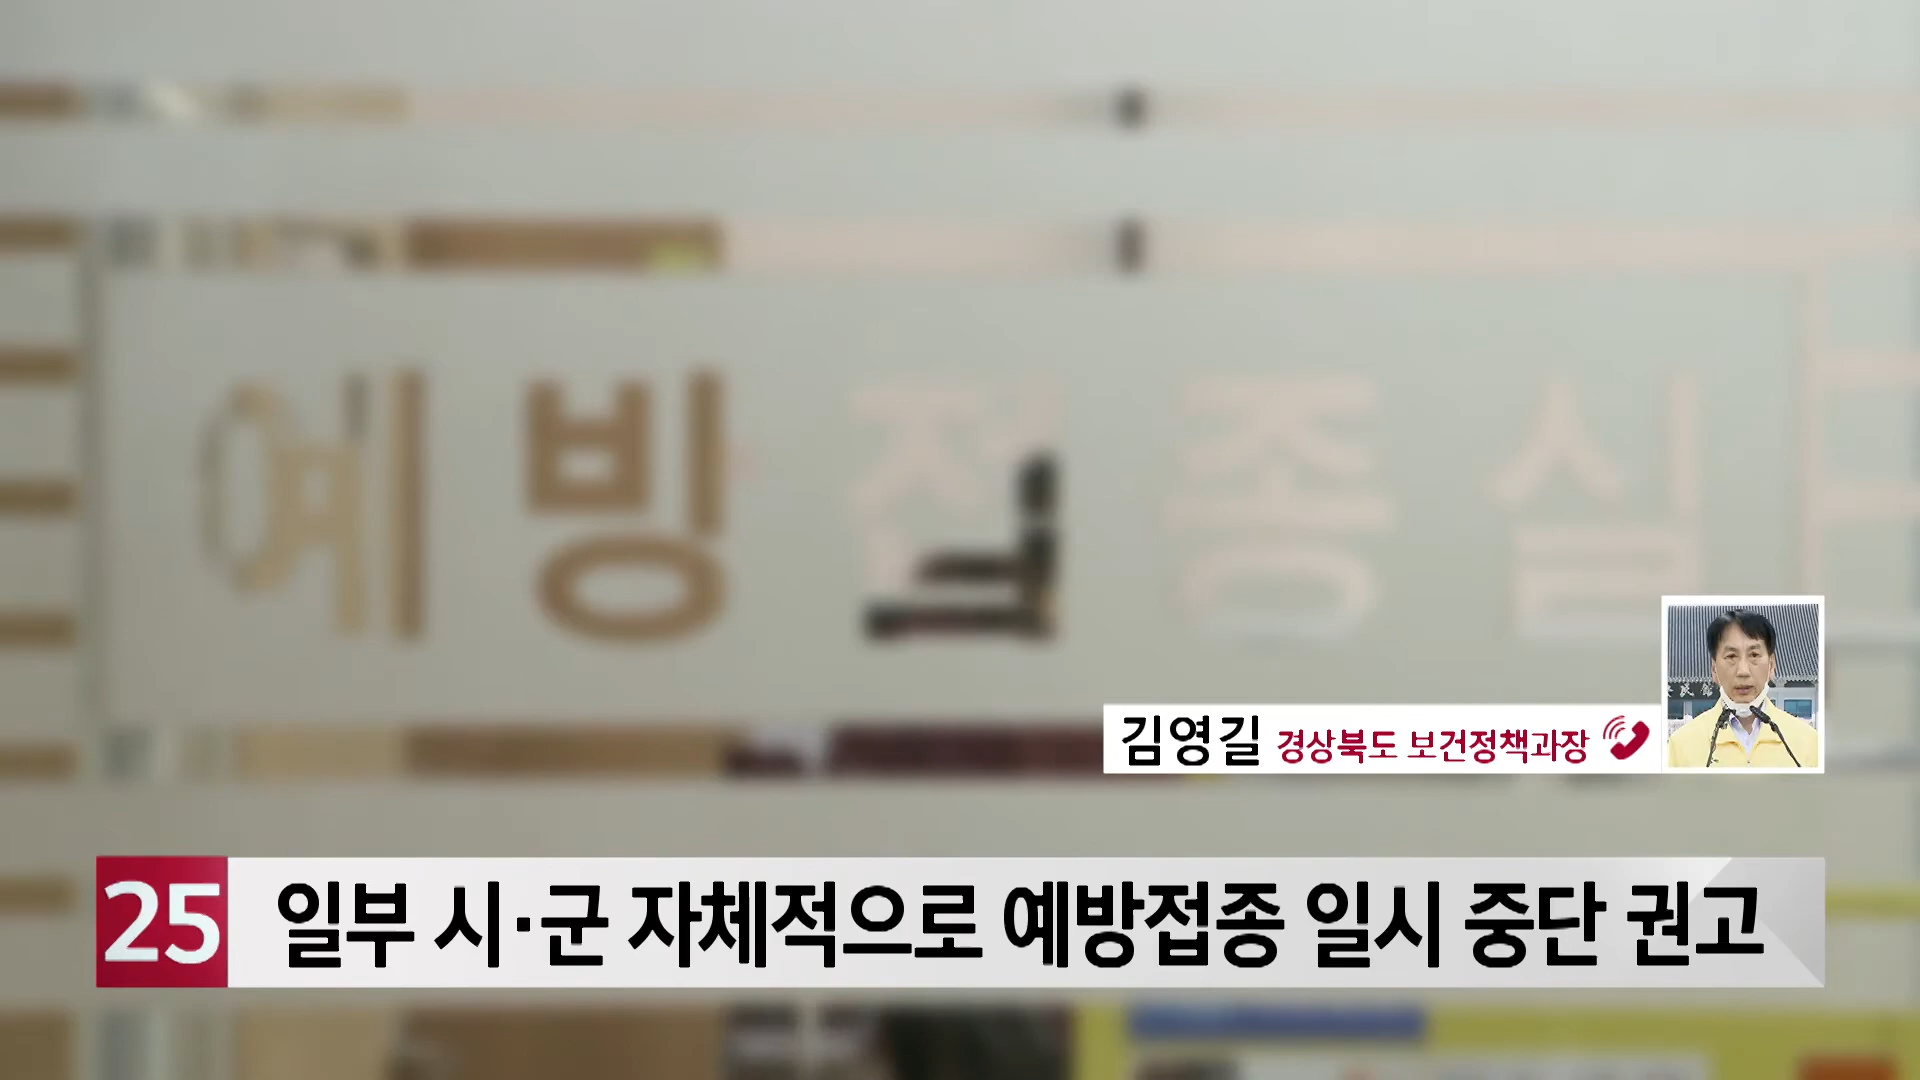 예방접종실
김영길 경상북도 보건정책과장
25 일부 시·군 자체적으로 예방접종 일시 중단 권고